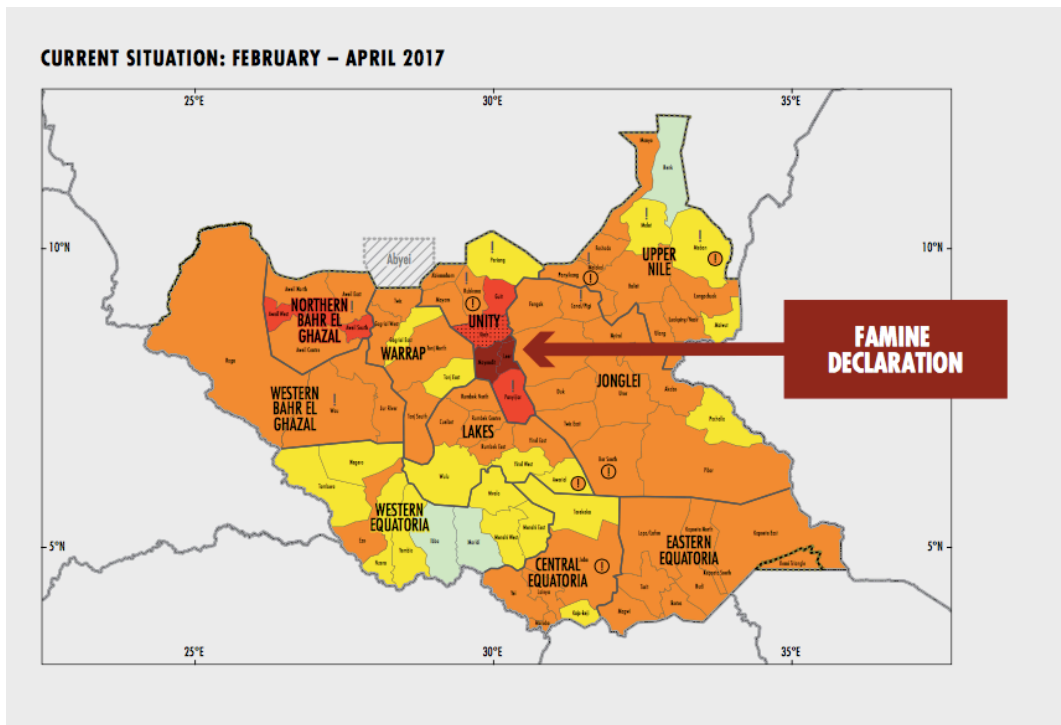 CURRENT SITUATION: FEBRUARY – APRIL 2017
25°E
30°E
35°E
Manyo
Renk
Melut
Maban
10°N
10°N
Abyei
Pariang
UPPER
NILE
Fashoda
Malakal
Panyikang
Baliet
Longochuk
Maiwut
Ulang
Nyirol
Fangak
Canal/Pigi
Aweil North
Aweil East
Aweil West
Aweil South
Aweil Centre
NORTHERN
BAHR EL
GHAZAL
Twic
Gogrial West
Gogrial East
Tonj North
Tonj East
Tonj South
WARRAP
Abiemnhom
Mayom
Rubkona
Guit
UNITY
Koch
Mayendit
Leer
Panyijiar
FAMINE
DECLARATION
Raga
WESTERN
BAHR EL
GHAZAL
Wau
Jur River
JONGLEI
Uror
Duk
Akobo
Pochalla
Twic East
Bor South
Pibor
Rumbek North
Cueibet
Rumbek Centre
LAKES
Rumbek East
Yirol East
Yirol West
Awerial
Wulu
Nagero
Tambura
WESTERN
EQUATORIA
Ezo
Yambio
Nzara
Ibba
Maridi
Mvolo
Mundri East
Mundri West
Terekeka
CENTRAL
EQUATORIA
Juba
Yei
Lainya
Morobo
Kajo-keji
Lopa/Lafon
Kapoeta North
Kapoeta East
EASTERN
EQUATORIA
Kapoeta South
Torit
Budi
Ikotos
Magwi
5°N
5°N
25°E
30°E
35°E